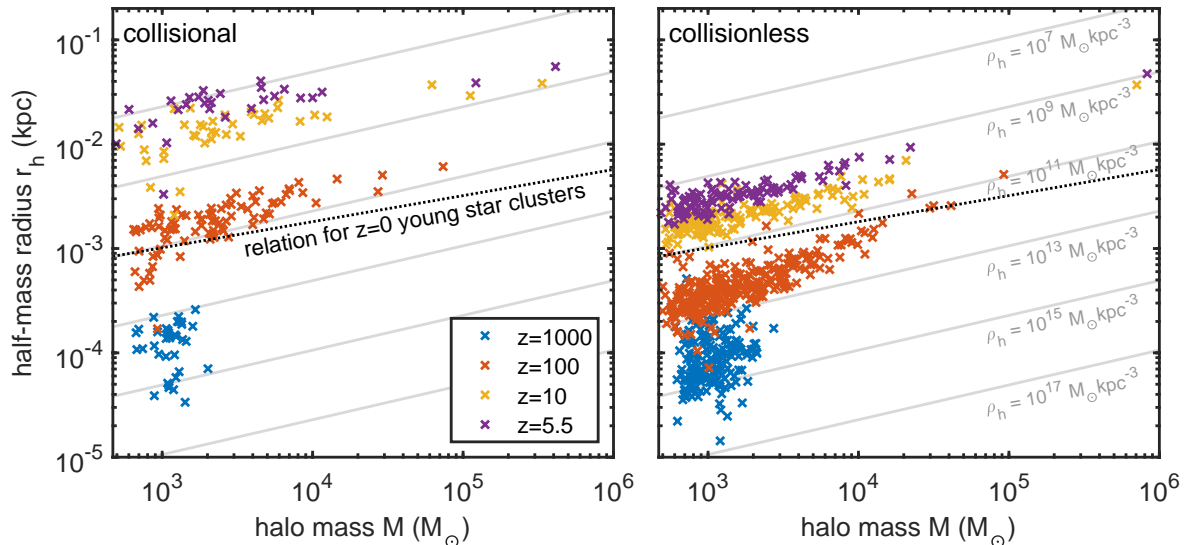 collisional
collisionless
half-mass radius r_h (kpc)
10^-1
10^-2
10^-3
10^-4
10^-5
relation for z=0 young star clusters
z=1000
z=100
z=10
z=5.5
ρ_h = 10^7 M_⊙kpc^-3
ρ_h = 10^9 M_⊙kpc^-3
ρ_h = 10^11 M_⊙kpc^-3
ρ_h = 10^13 M_⊙kpc^-3
ρ_h = 10^15 M_⊙kpc^-3
ρ_h = 10^17 M_⊙kpc^-3
10^3 10^4 10^5 10^6
10^3 10^4 10^5 10^6
halo mass M (M_⊙)
halo mass M (M_⊙)